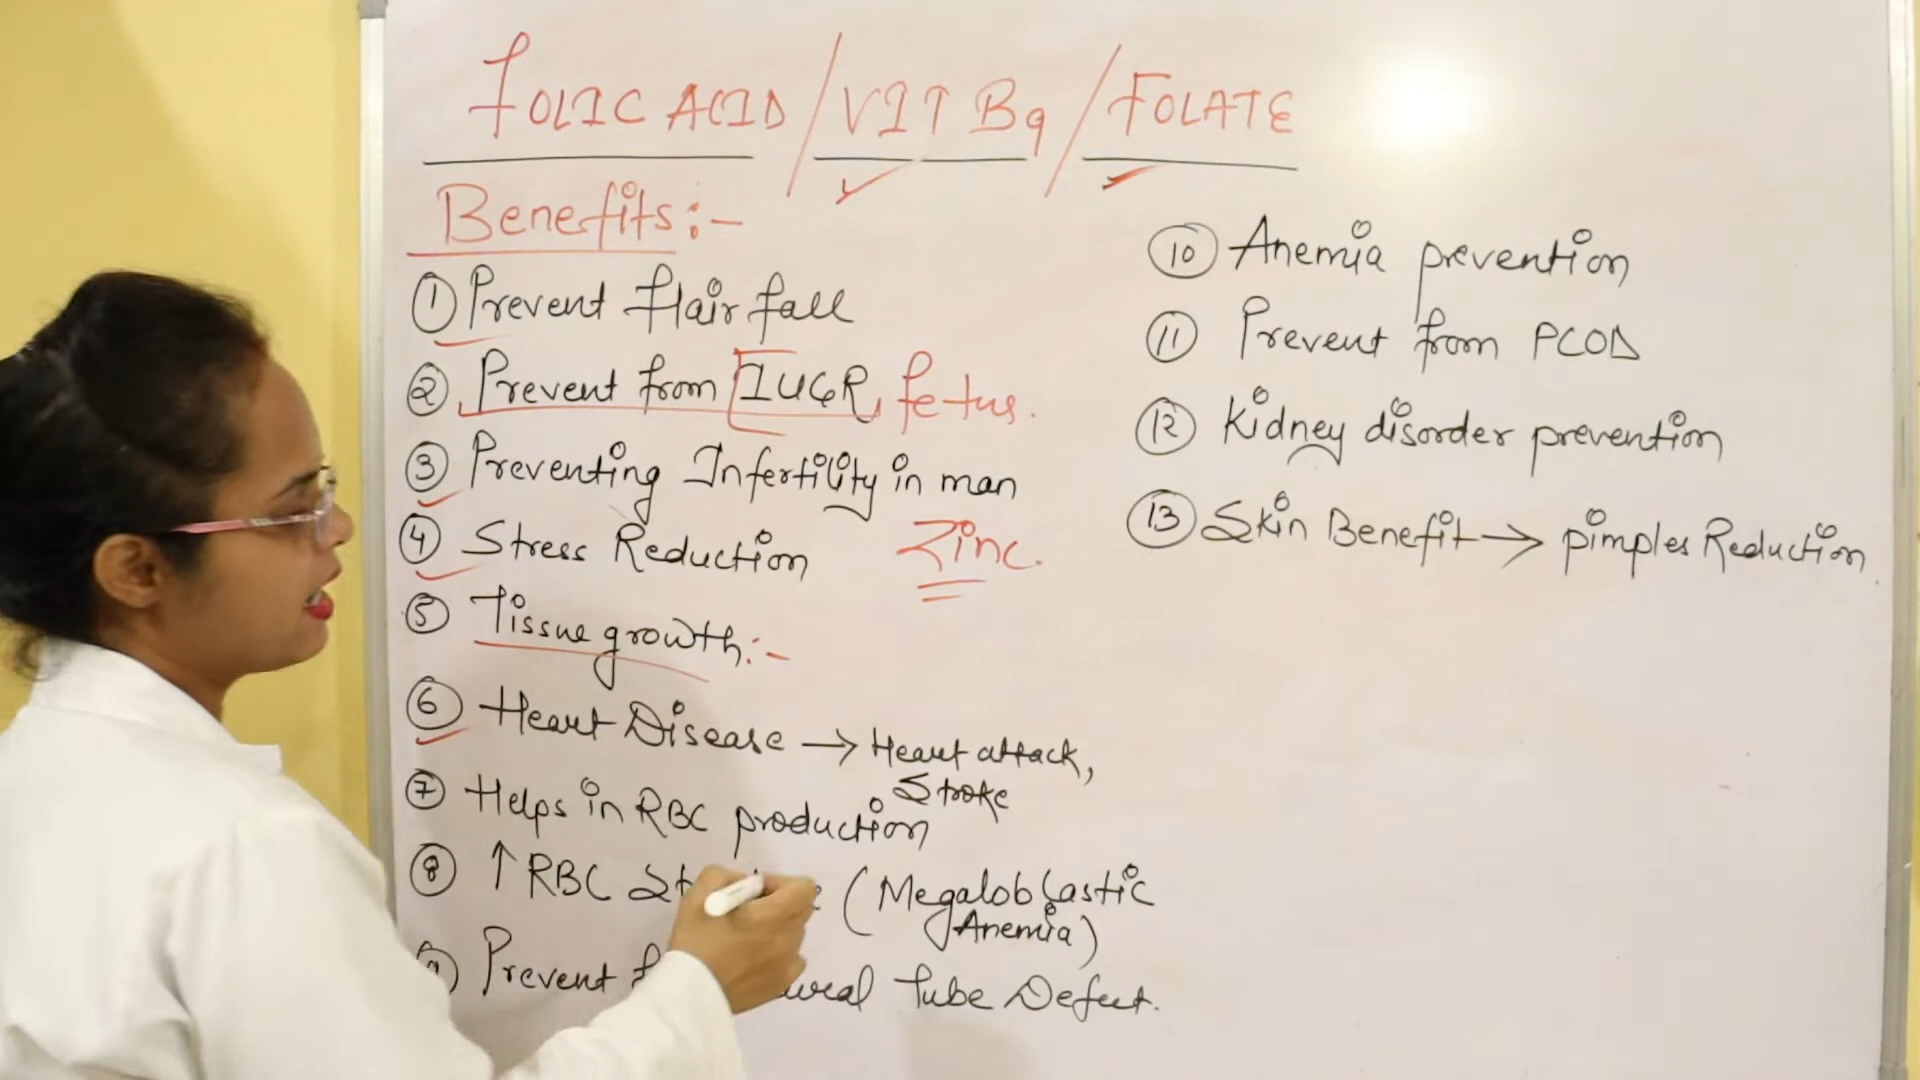 FOLIC ACID / VIT B9 / FOLATE
Benefits:-
① Prevent Hair fall
② Prevent from IUGR, fetus.
③ Preventing Infertility in man
④ Stress Reduction Zinc.
⑤ Tissue growth:-
⑥ Heart Disease → Heart attack,
Stroke
⑦ Helps in RBC production
⑧ ↑ RBC (Megaloblastic
Anemia)
⑨ Prevent Tube Defect.
⑩ Anemia prevention
⑪ Prevent from PCOD
⑫ Kidney disorder prevention
⑬ Skin Benefit → pimples Reduction